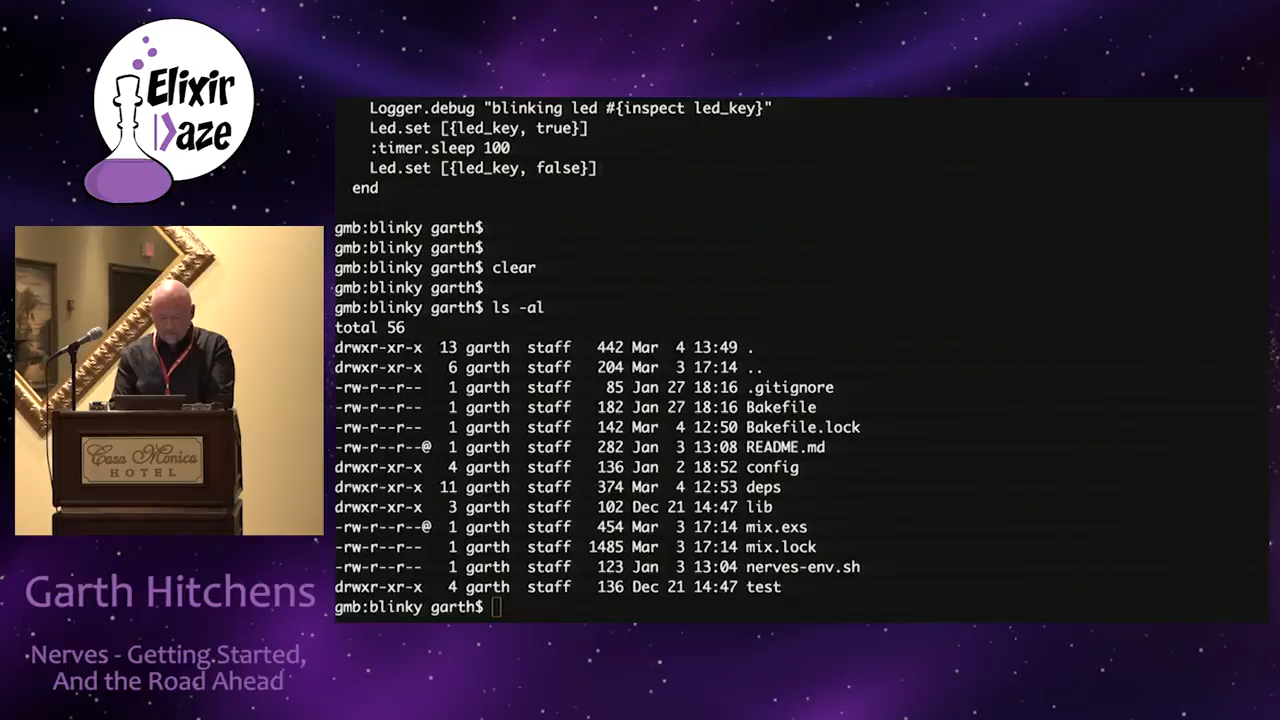 Elixir
Daze
Logger.debug "blinking led #{inspect led_key}"
Led.set [{led_key, true}]
:timer.sleep 100
Led.set [{led_key, false}]
end
gmb:blinky garth$
gmb:blinky garth$
gmb:blinky garth$ clear
gmb:blinky garth$
gmb:blinky garth$ ls -al
total 56
drwxr-xr-x 13 garth staff 442 Mar 4 13:49 .
drwxr-xr-x 6 garth staff 204 Mar 3 17:14 ..
-rw-r--r-- 1 garth staff 85 Jan 27 18:16 .gitignore
-rw-r--r-- 1 garth staff 182 Jan 27 18:16 Bakefile
-rw-r--r-- 1 garth staff 142 Mar 4 12:50 Bakefile.lock
-rw-r--r--@ 1 garth staff 282 Jan 3 13:08 README.md
drwxr-xr-x 4 garth staff 136 Jan 2 18:52 config
drwxr-xr-x 11 garth staff 374 Mar 4 12:53 deps
drwxr-xr-x 3 garth staff 102 Dec 21 14:47 lib
-rw-r--r--@ 1 garth staff 454 Mar 3 17:14 mix.exs
-rw-r--r-- 1 garth staff 1485 Mar 3 17:14 mix.lock
-rw-r--r-- 1 garth staff 123 Jan 3 13:04 nerves-env.sh
drwxr-xr-x 4 garth staff 136 Dec 21 14:47 test
gmb:blinky garth$
Casa Monica
HOTEL
Garth Hitchens
Nerves - Getting Started,
And the Road Ahead